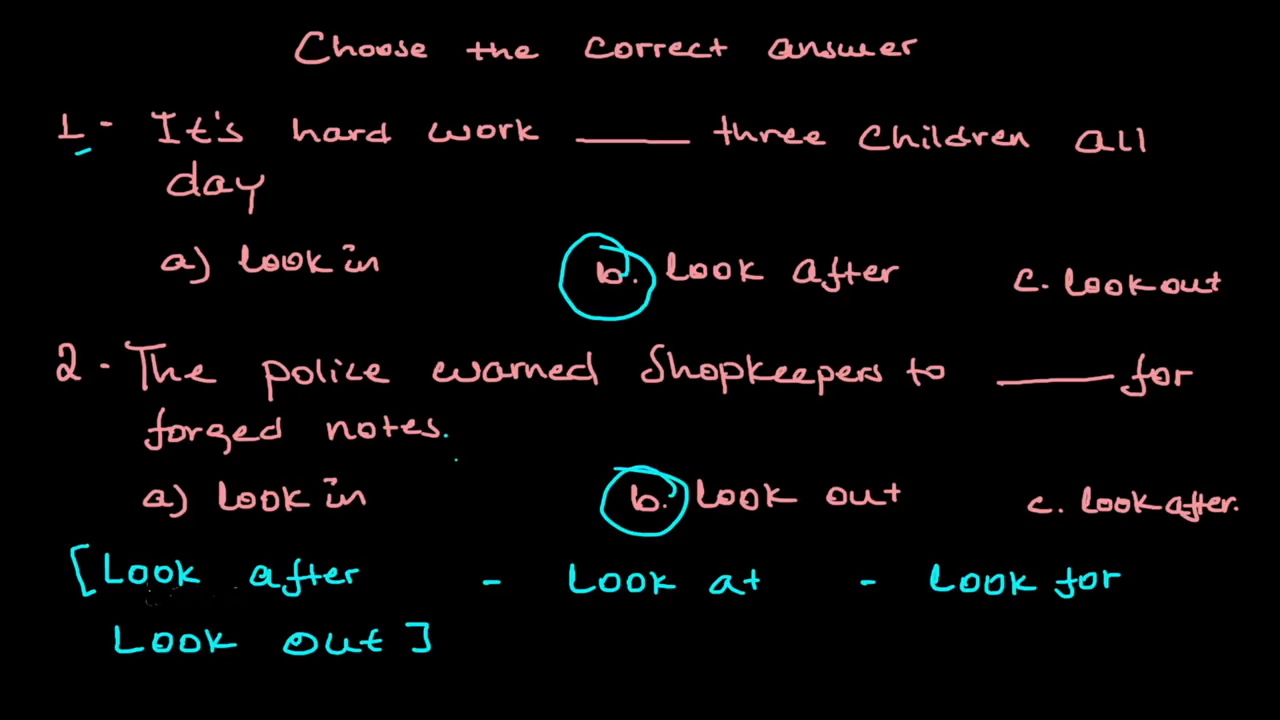 Choose the correct answer
1- It's hard work ____ three children all
day
a) look in b. look after c. look out
2- The police warned shopkeepers to ____ for
forged notes.
a) look in b. look out c. look after.
[Look after - Look at - Look for
Look out]